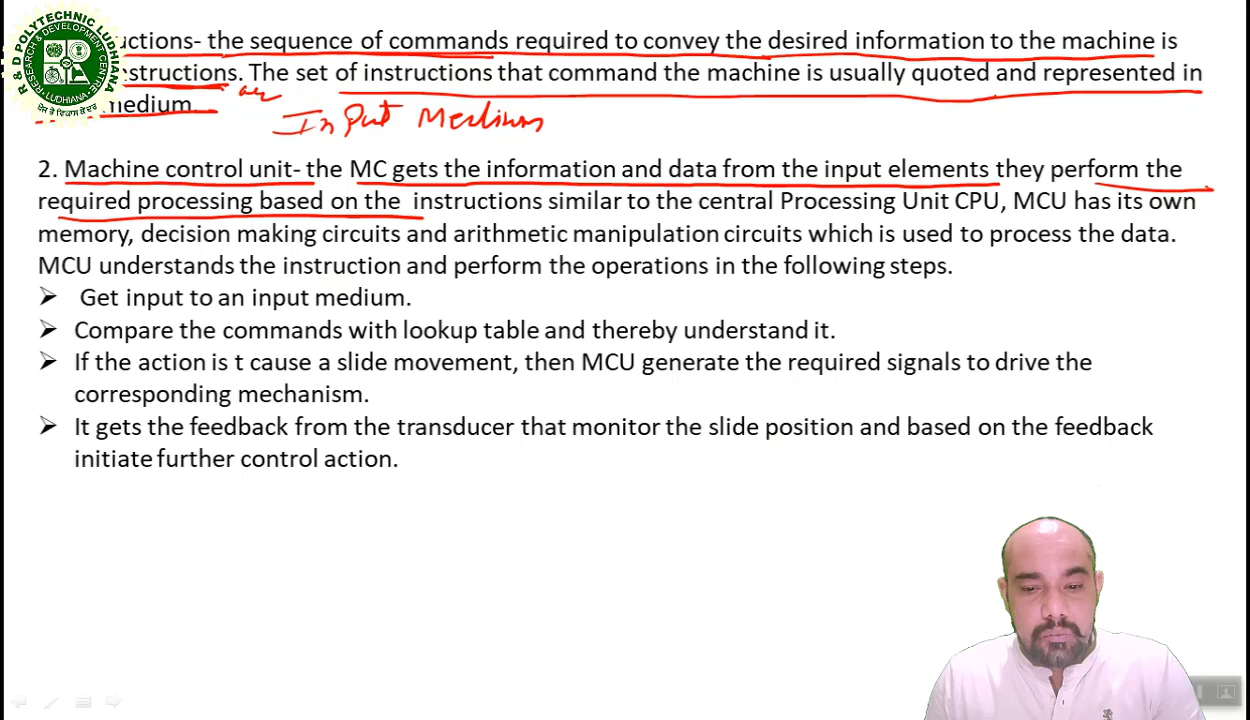 R & D POLYTECHNIC LUDHIANA
RESEARCH & DEVELOPMENT CENTRE
LUDHIANA
uctions- the sequence of commands required to convey the desired information to the machine is
structions. The set of instructions that command the machine is usually quoted and represented in
medium.
Input Medium
2. Machine control unit- the MC gets the information and data from the input elements they perform the
required processing based on the instructions similar to the central Processing Unit CPU, MCU has its own
memory, decision making circuits and arithmetic manipulation circuits which is used to process the data.
MCU understands the instruction and perform the operations in the following steps.
➤ Get input to an input medium.
➤ Compare the commands with lookup table and thereby understand it.
➤ If the action is t cause a slide movement, then MCU generate the required signals to drive the
corresponding mechanism.
➤ It gets the feedback from the transducer that monitor the slide position and based on the feedback
initiate further control action.